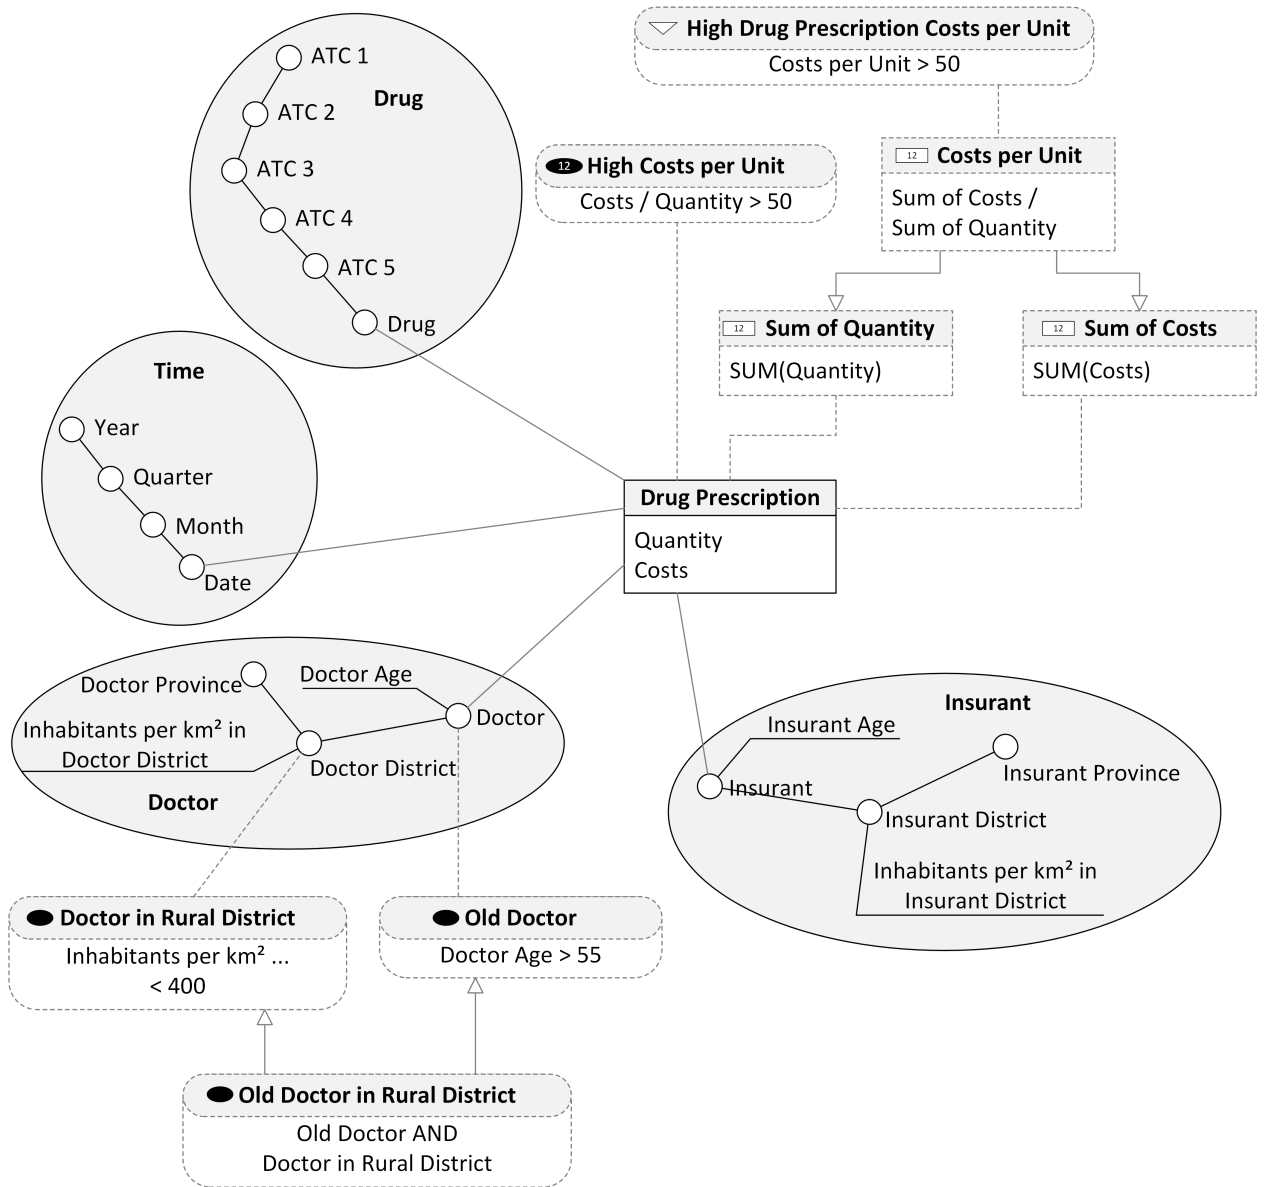 High Drug Prescription Costs per Unit
Costs per Unit > 50
ATC 1
Drug
ATC 2
ATC 3
ATC 4
ATC 5
Drug
12 High Costs per Unit
Costs / Quantity > 50
12 Costs per Unit
Sum of Costs /
Sum of Quantity
12 Sum of Quantity
SUM(Quantity)
12 Sum of Costs
SUM(Costs)
Time
Year
Quarter
Month
Date
Drug Prescription
Quantity
Costs
Doctor Province
Doctor Age
Doctor
Inhabitants per km² in
Doctor District
Doctor District
Doctor
Insurant
Insurant Age
Insurant Province
Insurant
Insurant District
Inhabitants per km² in
Insurant District
Doctor in Rural District
Inhabitants per km² ...
< 400
Old Doctor
Doctor Age > 55
Old Doctor in Rural District
Old Doctor AND
Doctor in Rural District